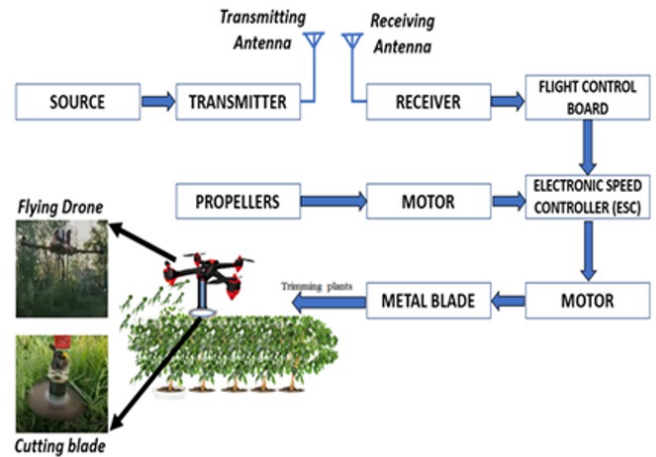 Transmitting
Antenna
Receiving
Antenna
SOURCE
TRANSMITTER
RECEIVER
FLIGHT CONTROL
BOARD
PROPELLERS
MOTOR
ELECTRONIC SPEED
CONTROLLER (ESC)
Flying Drone
Trimming plants
METAL BLADE
MOTOR
Cutting blade